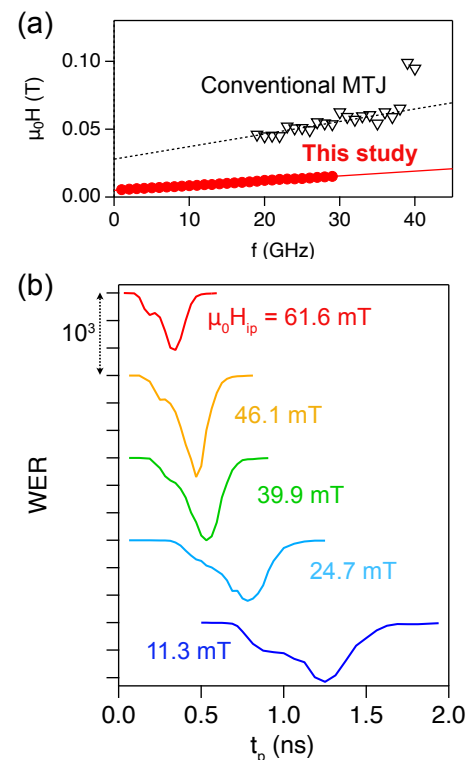 (a)
μ₀H (T)
0.10
0.05
0.00
Conventional MTJ
This study
0 10 20 30 40
f (GHz)
(b)
10³
μ₀Hᵢₚ = 61.6 mT
46.1 mT
39.9 mT
24.7 mT
11.3 mT
WER
0.0 0.5 1.0 1.5 2.0
tₚ (ns)